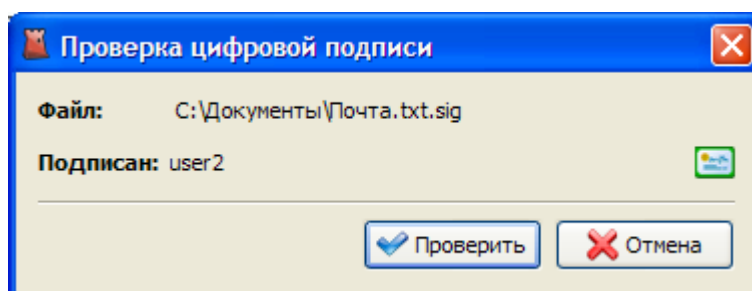 Проверка цифровой подписи
Файл: C:\Документы\Почта.txt.sig
Подписан: user2
Проверить Отмена